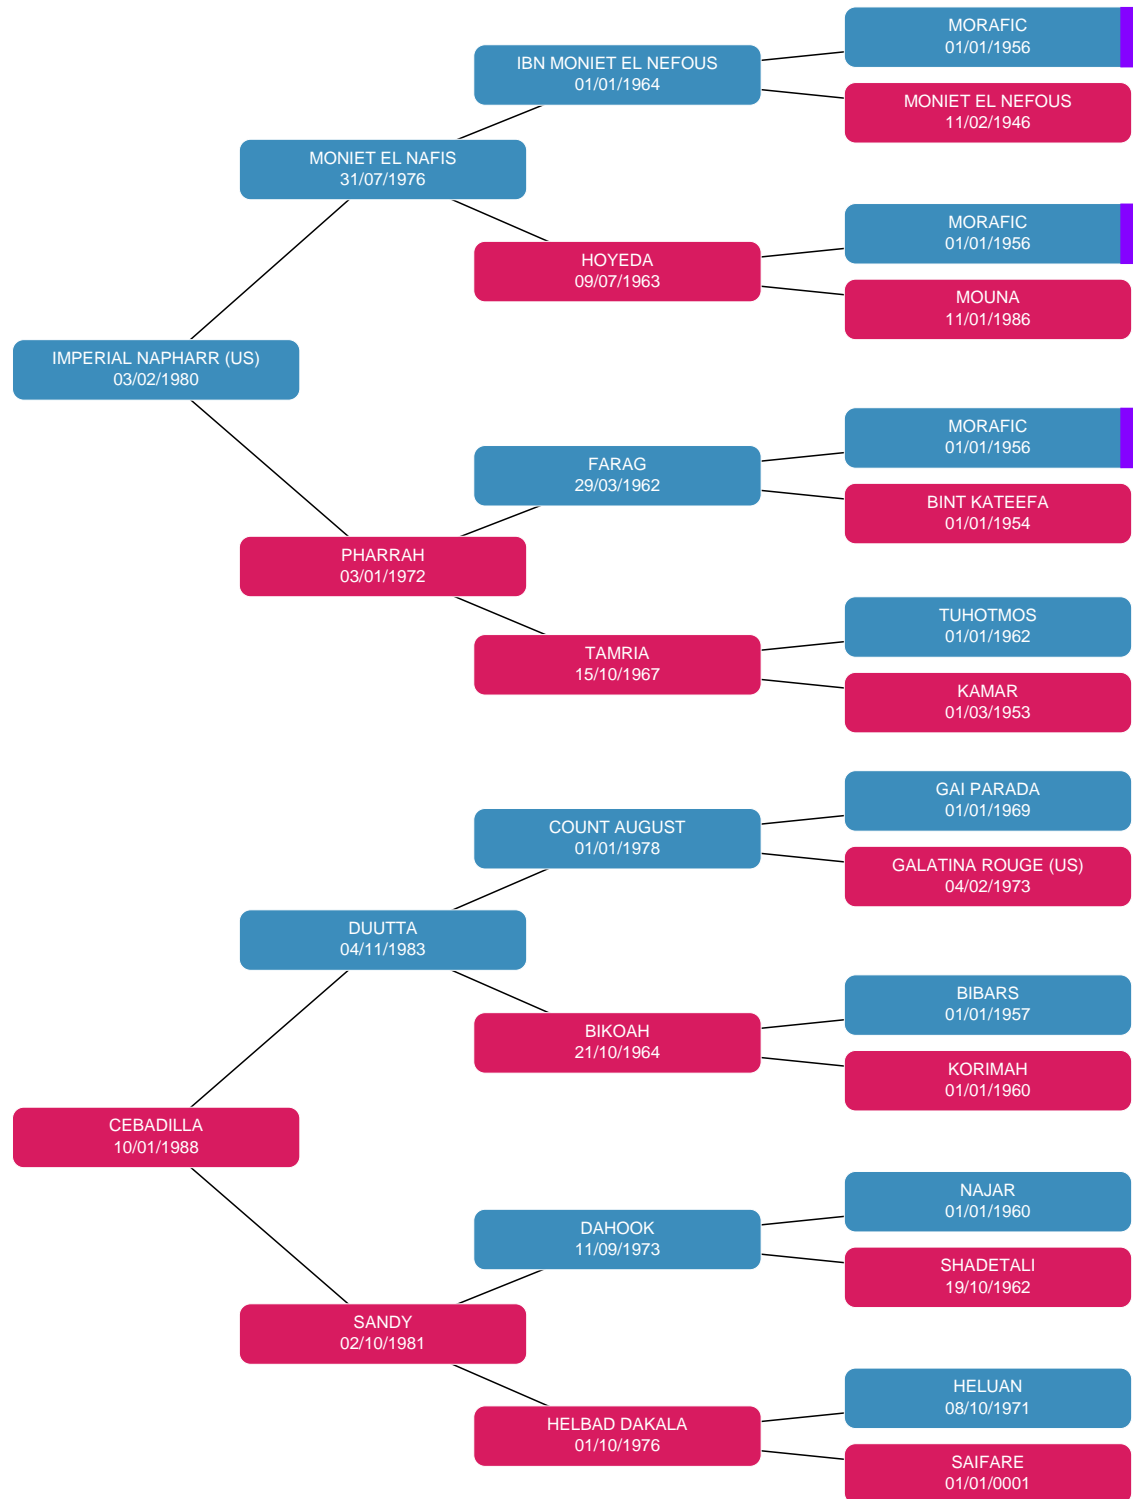 MORAFIC
01/01/1956
IBN MONIET EL NEFOUS
01/01/1964
MONIET EL NEFOUS
11/02/1946
MONIET EL NAFIS
31/07/1976
MORAFIC
01/01/1956
HOYEDA
09/07/1963
MOUNA
11/01/1986
IMPERIAL NAPHARR (US)
03/02/1980
MORAFIC
01/01/1956
FARAG
29/03/1962
BINT KATEEFA
01/01/1954
PHARRAH
03/01/1972
TUHOTMOS
01/01/1962
TAMRIA
15/10/1967
KAMAR
01/03/1953
GAI PARADA
01/01/1969
COUNT AUGUST
01/01/1978
GALATINA ROUGE (US)
04/02/1973
DUUTTA
04/11/1983
BIBARS
01/01/1957
BIKOAH
21/10/1964
KORIMAH
01/01/1960
CEBADILLA
10/01/1988
NAJAR
01/01/1960
DAHOOK
11/09/1973
SHADETALI
19/10/1962
SANDY
02/10/1981
HELUAN
08/10/1971
HELBAD DAKALA
01/10/1976
SAIFARE
01/01/0001